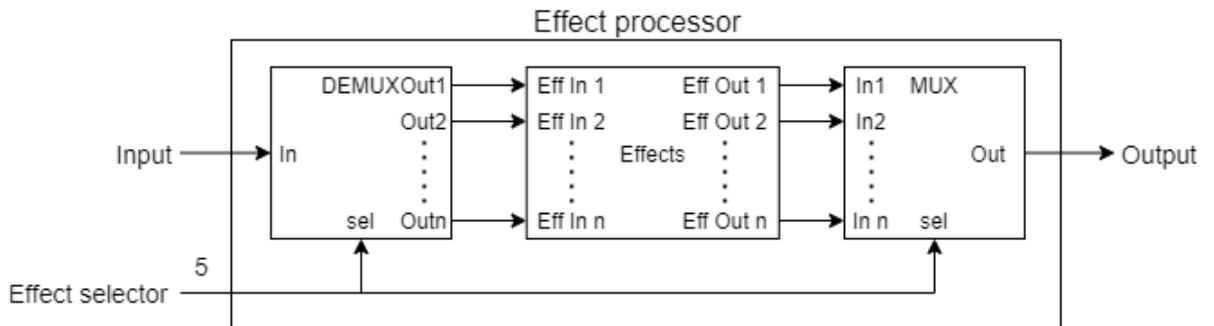 Effect processor
DEMUX Out1 Eff In 1 Eff Out 1 In1 MUX
Out2 Eff In 2 Eff Out 2 In2
Input In Effects Out Output
sel Outn Eff In n Eff Out n In n sel
5
Effect selector